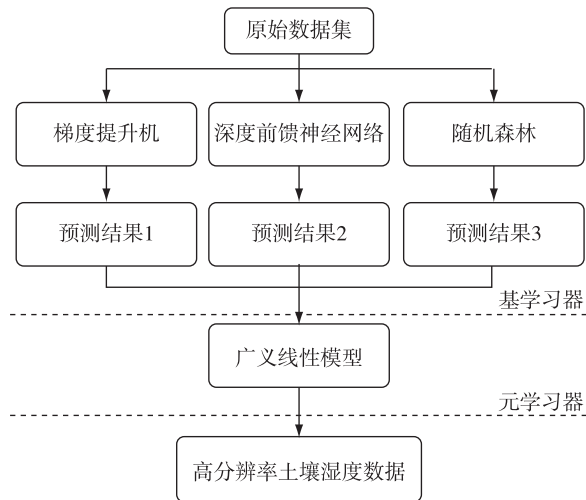 原始数据集
梯度提升机
深度前馈神经网络
随机森林
预测结果1
预测结果2
预测结果3
基学习器
广义线性模型
元学习器
高分辨率土壤湿度数据